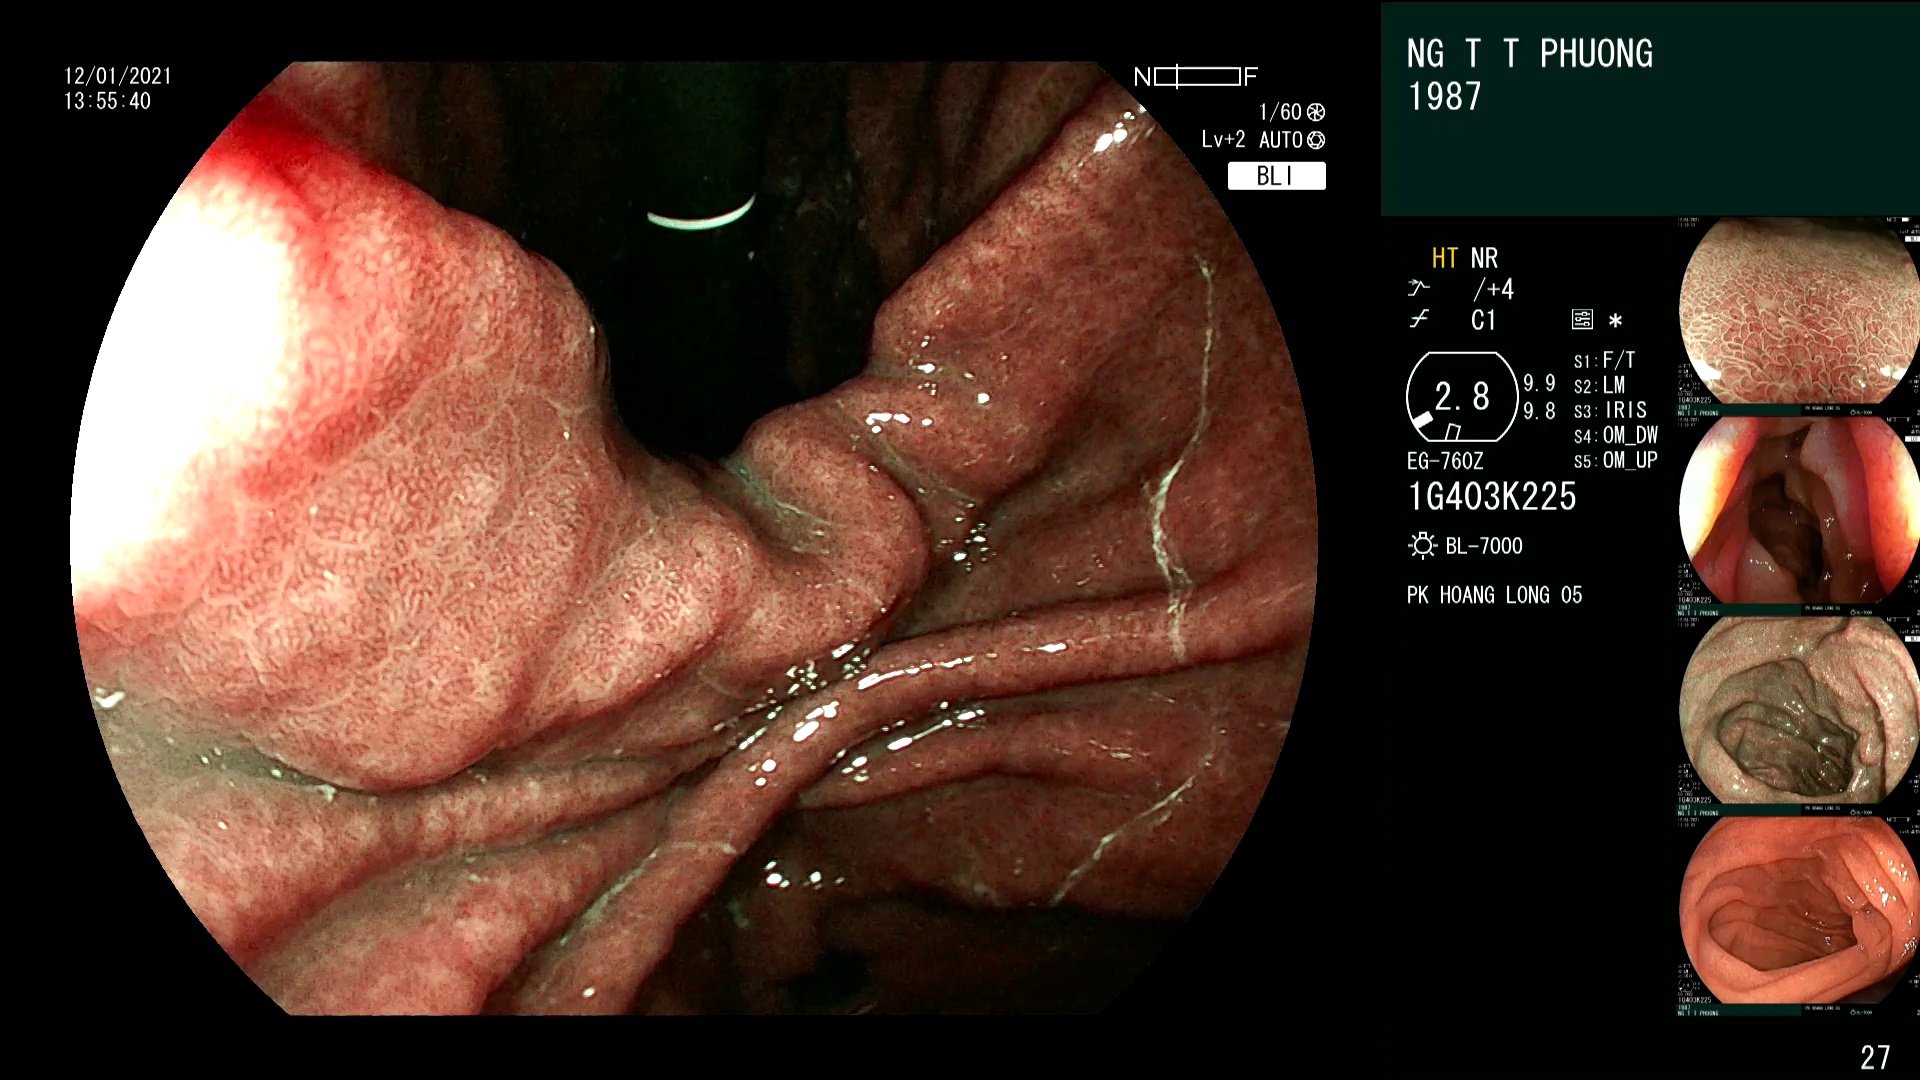 12/01/2021
13:55:40
N F
1/60
Lv+2 AUTO
BLI
NG T T PHUONG
1987
HT NR
/+4
C1 *
2.8
9.9
9.8
S1:F/T
S2:LM
S3:IRIS
S4:OM_DW
S5:OM_UP
EG-760Z
1G403K225
BL-7000
PK HOANG LONG 05
27